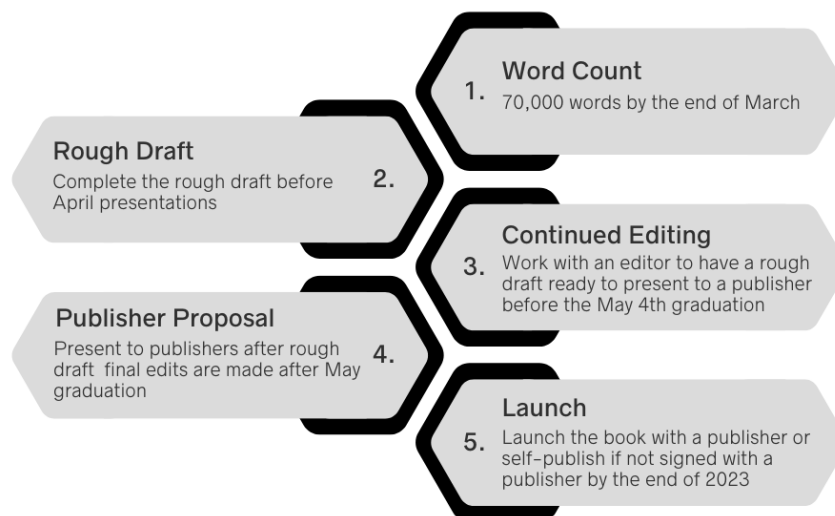 1.
Word Count
70,000 words by the end of March
2.
Rough Draft
Complete the rough draft before
April presentations
3.
Continued Editing
Work with an editor to have a rough
draft ready to present to a publisher
before the May 4th graduation
4.
Publisher Proposal
Present to publishers after rough
draft final edits are made after May
graduation
5.
Launch
Launch the book with a publisher or
self-publish if not signed with a
publisher by the end of 2023